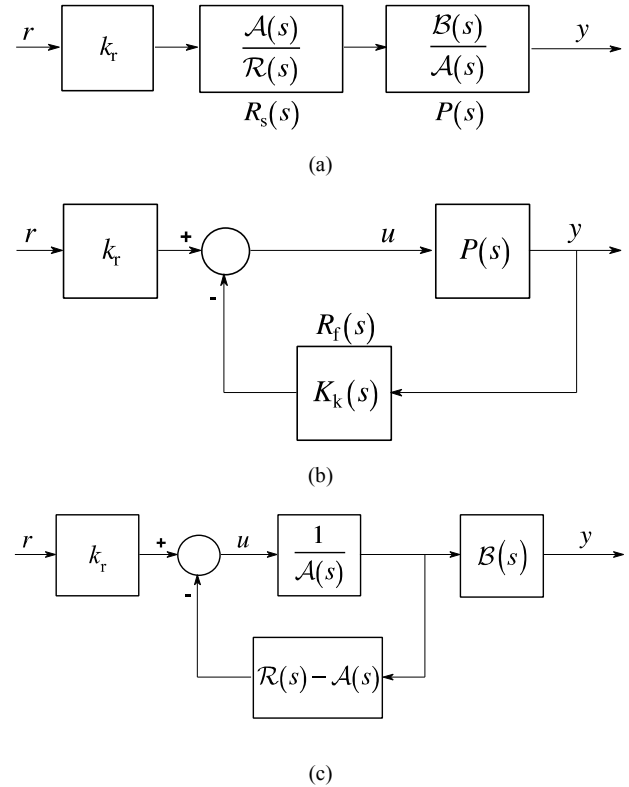 r k_r 𝒜(s)/ℛ(s) ℬ(s)/𝒜(s) y
R_s(s) P(s)
(a)
r k_r + u P(s) y
-
R_f(s)
K_k(s)
(b)
r k_r + u 1/𝒜(s) ℬ(s) y
-
ℛ(s) − 𝒜(s)
(c)